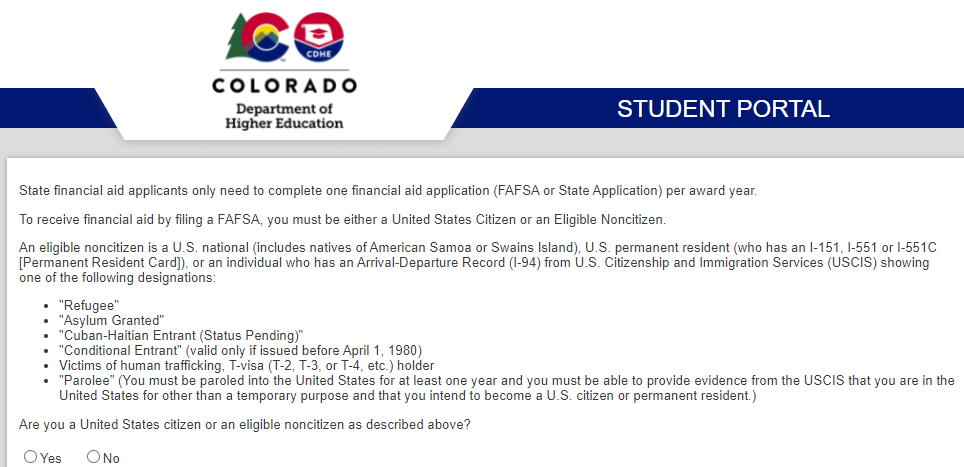 CDHE
COLORADO
Department of
Higher Education
STUDENT PORTAL
State financial aid applicants only need to complete one financial aid application (FAFSA or State Application) per award year.
To receive financial aid by filing a FAFSA, you must be either a United States Citizen or an Eligible Noncitizen.
An eligible noncitizen is a U.S. national (includes natives of American Samoa or Swains Island), U.S. permanent resident (who has an I-151, I-551 or I-551C
[Permanent Resident Card]), or an individual who has an Arrival-Departure Record (I-94) from U.S. Citizenship and Immigration Services (USCIS) showing
one of the following designations:
• "Refugee"
• "Asylum Granted"
• "Cuban-Haitian Entrant (Status Pending)"
• "Conditional Entrant" (valid only if issued before April 1, 1980)
• Victims of human trafficking, T-visa (T-2, T-3, or T-4, etc.) holder
• "Parolee" (You must be paroled into the United States for at least one year and you must be able to provide evidence from the USCIS that you are in the
United States for other than a temporary purpose and that you intend to become a U.S. citizen or permanent resident.)
Are you a United States citizen or an eligible noncitizen as described above?
Yes No